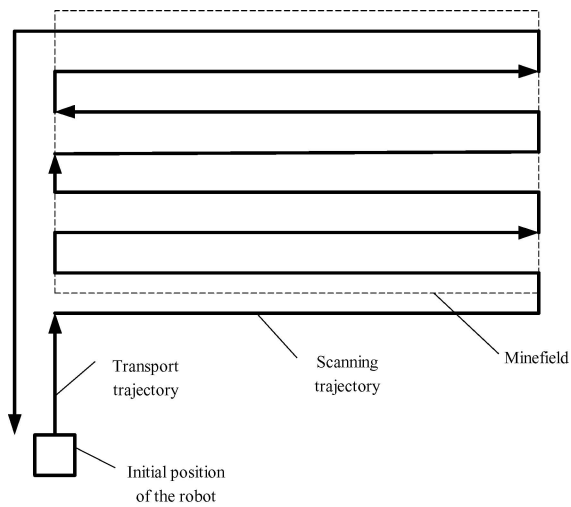 Transport
trajectory
Scanning
trajectory
Minefield
Initial position
of the robot